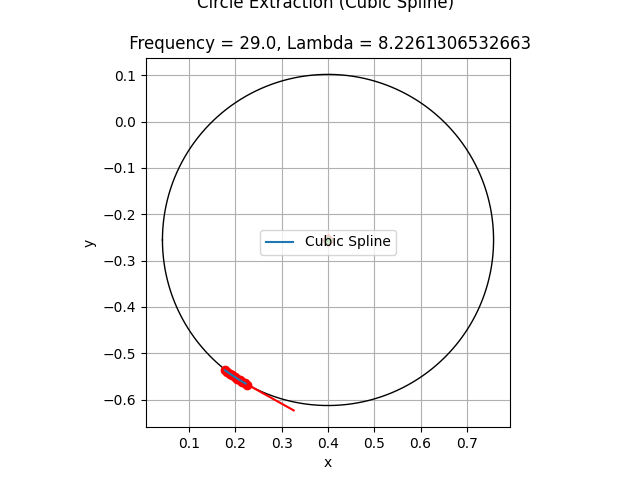 Circle Extraction (Cubic Spline)
Frequency = 29.0, Lambda = 8.2261306532663
0.1
0.0
−0.1
−0.2
−0.3
−0.4
−0.5
−0.6
y
Cubic Spline
0.1 0.2 0.3 0.4 0.5 0.6 0.7
x